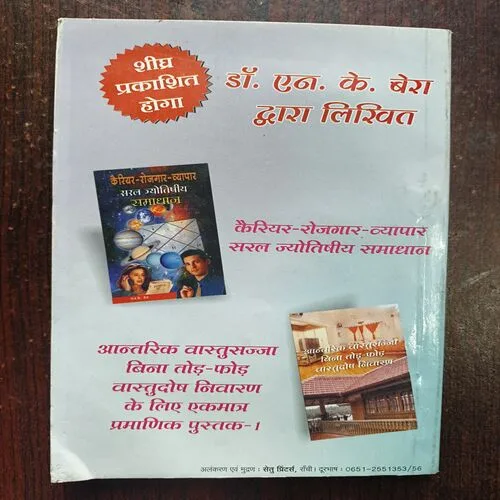 शीघ्र
प्रकाशित
होगा
डॉ. एन. के. बेरा
द्वारा लिखित
कैरियर-रोजगार-व्यापार
सरल ज्योतिषीय
समाधान
कैरियर-रोजगार-व्यापार
सरल ज्योतिषीय समाधान
आन्तरिक वास्तुसज्जा
बिना तोड़-फोड़
वास्तुदोष निवारण
आन्तरिक वास्तुसज्जा
बिना तोड़-फोड़
वास्तुदोष निवारण
के लिए एकमात्र
प्रमाणिक पुस्तक-1
अलंकरण एवं मुद्रण : सेतु प्रिंटर्स, राँची। दूरभाष : 0651-2551353/56